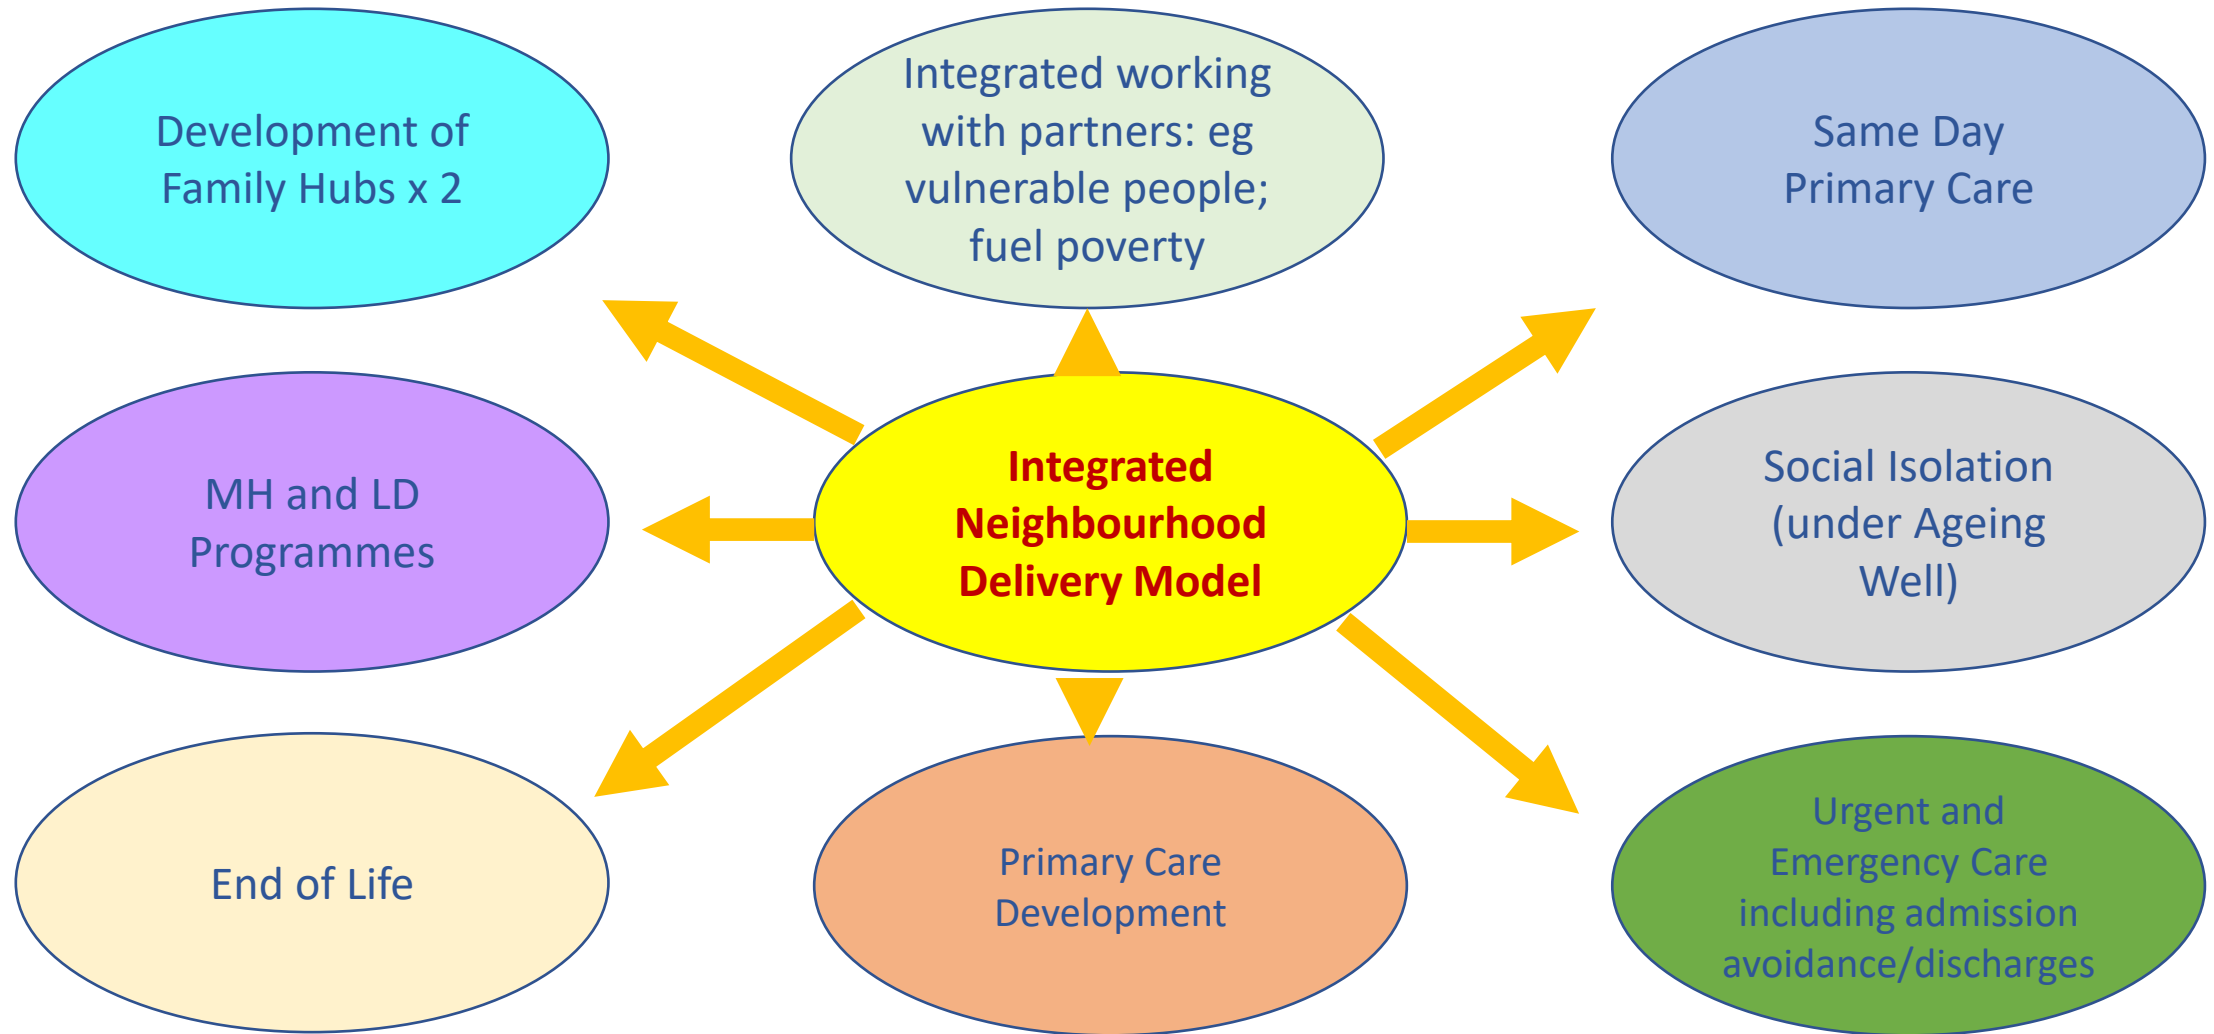 Development of
Family Hubs x 2
Integrated working
with partners: eg
vulnerable people;
fuel poverty
Same Day
Primary Care
MH and LD
Programmes
Integrated
Neighbourhood
Delivery Model
Social Isolation
(under Ageing
Well)
End of Life
Primary Care
Development
Urgent and
Emergency Care
including admission
avoidance/discharges